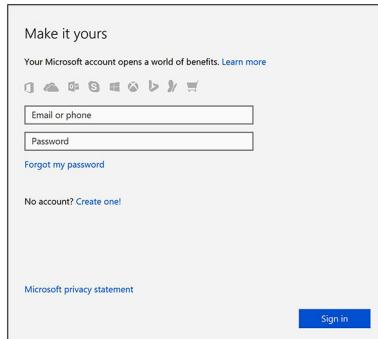 Make it yours
Your Microsoft account opens a world of benefits. Learn more
Email or phone
Password
Forgot my password
No account? Create one!
Microsoft privacy statement
Sign in